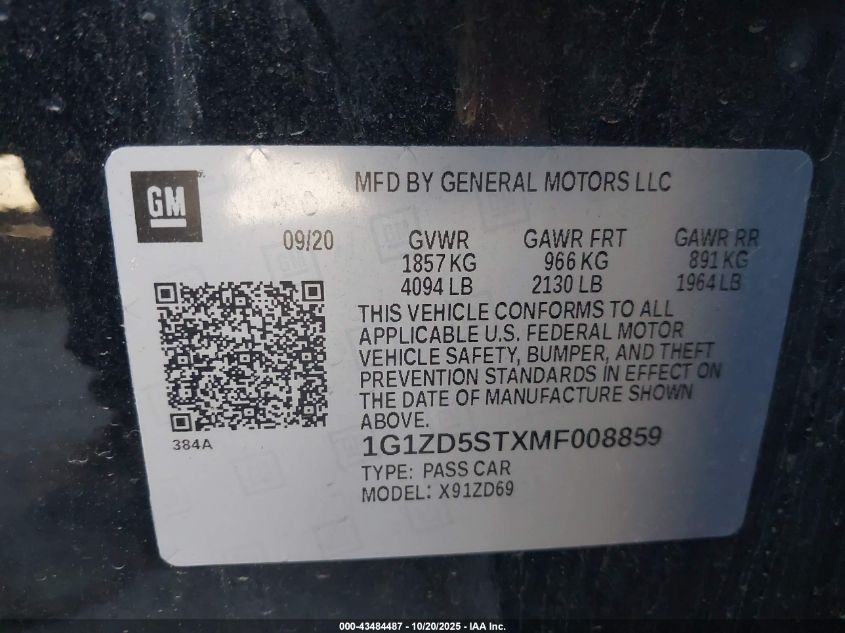 GM
MFD BY GENERAL MOTORS LLC
09/20 GVWR GAWR FRT GAWR RR
1857 KG 966 KG 891 KG
4094 LB 2130 LB 1964 LB
THIS VEHICLE CONFORMS TO ALL
APPLICABLE U.S. FEDERAL MOTOR
VEHICLE SAFETY, BUMPER, AND THEFT
PREVENTION STANDARDS IN EFFECT ON
THE DATE OF MANUFACTURE SHOWN
ABOVE.
384A
1G1ZD5STXMF008859
TYPE: PASS CAR
MODEL: X91ZD69
000-43484487 - 10/20/2025 - IAA Inc.